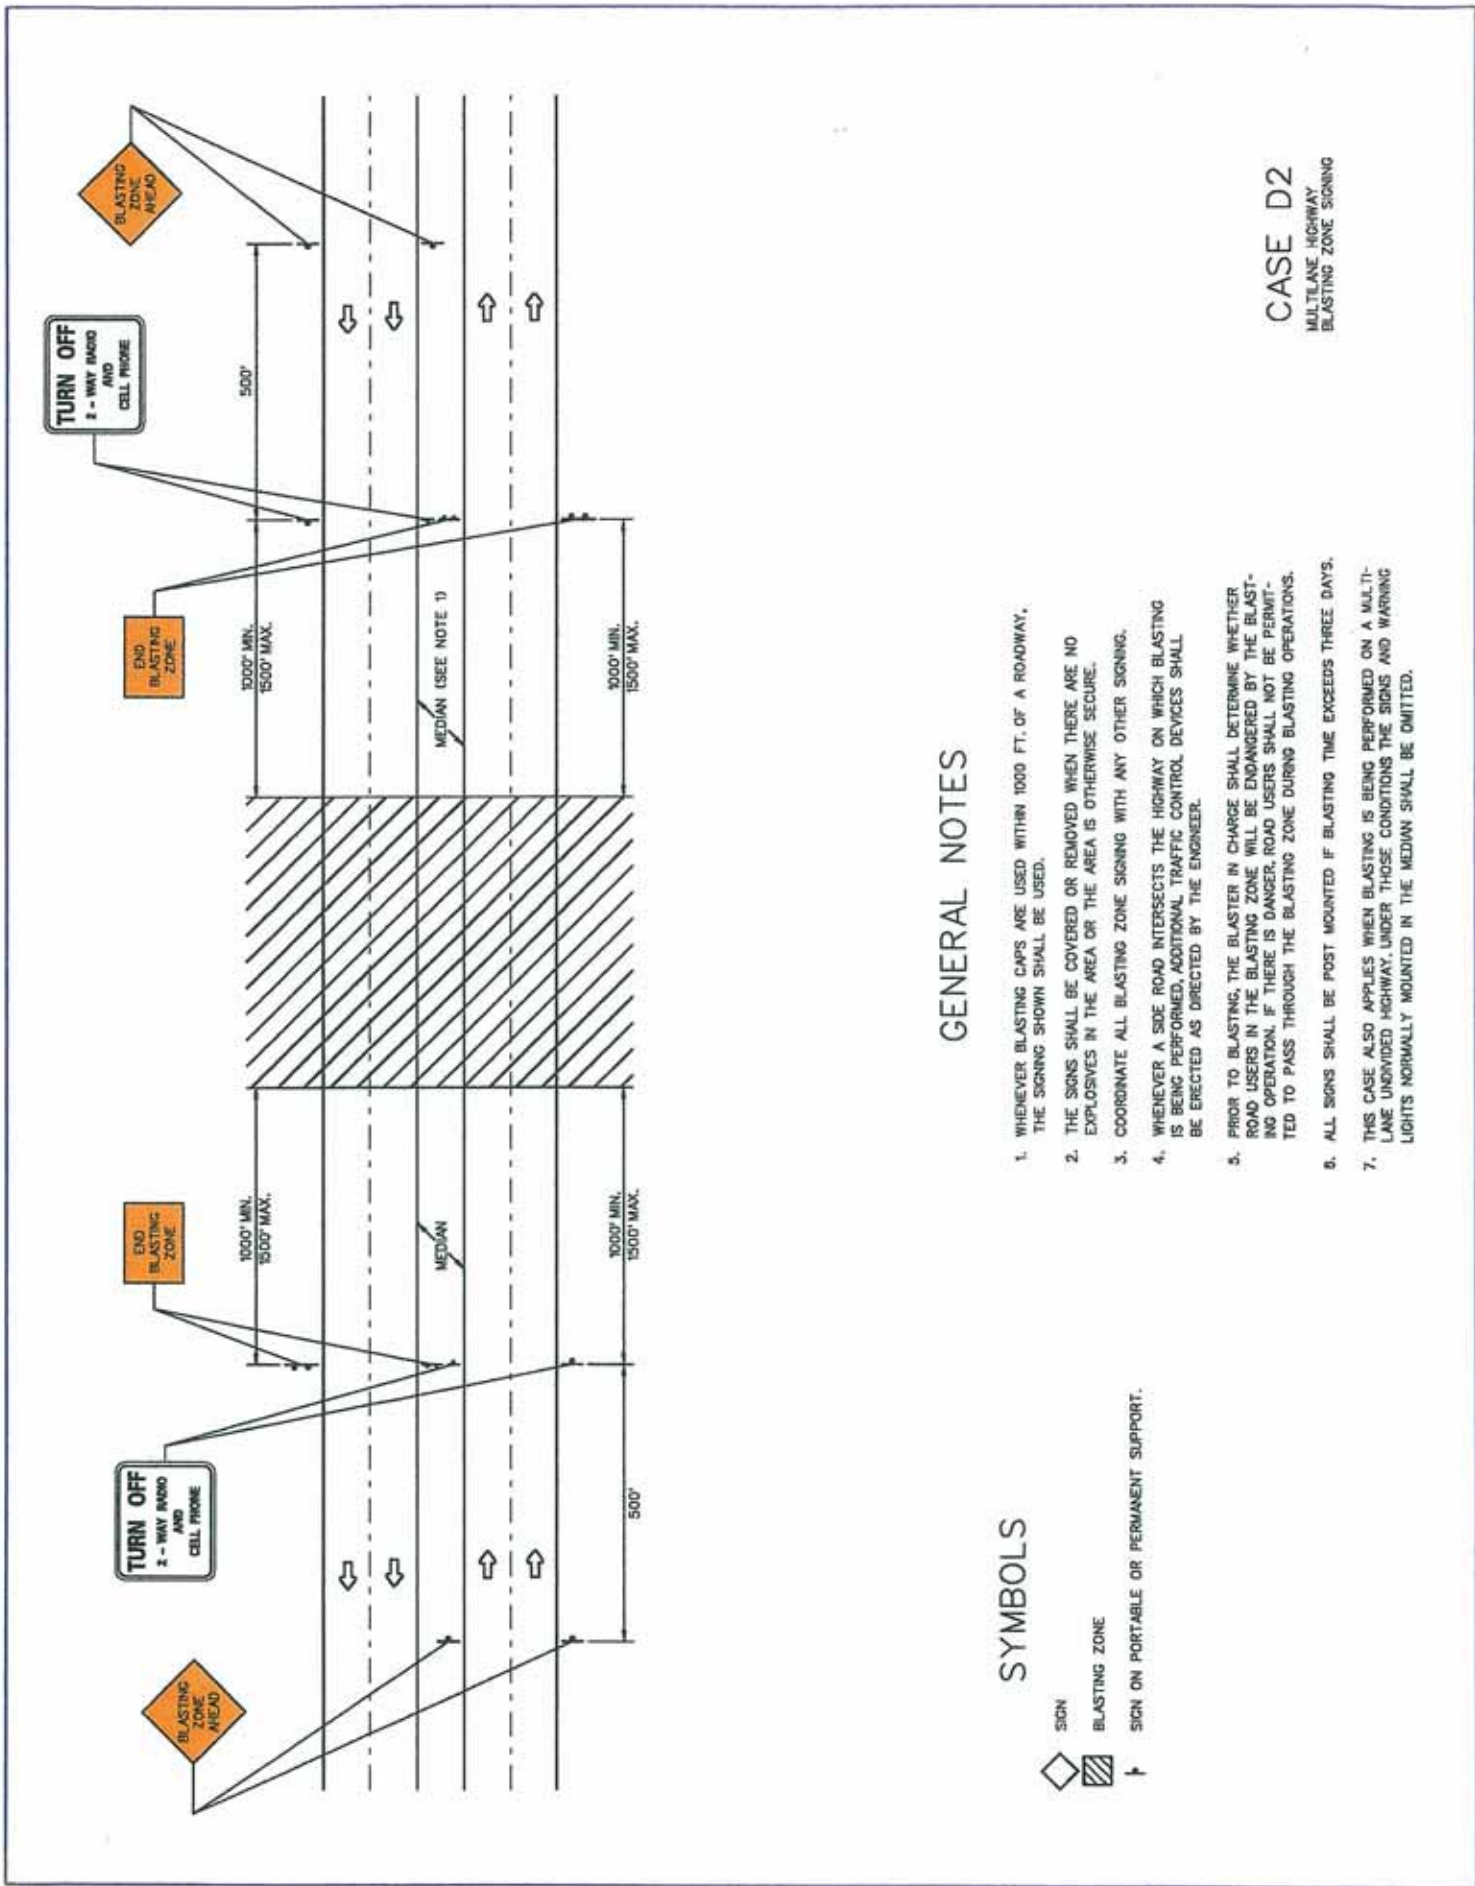 BLASTING
ZONE
AHEAD
TURN OFF
2 - WAY RADIO
AND
CELL PHONE
END
BLASTING
ZONE
END
BLASTING
ZONE
TURN OFF
2 - WAY RADIO
AND
CELL PHONE
BLASTING
ZONE
AHEAD
1000' MIN.
1500' MAX.
1000' MIN.
1500' MAX.
500'
MEDIAN
MEDIAN (SEE NOTE 1)
500'
1000' MIN.
1500' MAX.
1000' MIN.
1500' MAX.
SYMBOLS
SIGN
BLASTING ZONE
SIGN ON PORTABLE OR PERMANENT SUPPORT.
GENERAL NOTES
1. WHENEVER BLASTING CAPS ARE USED WITHIN 1000 FT. OF A ROADWAY,
THE SIGNING SHOWN SHALL BE USED.
2. THE SIGNS SHALL BE COVERED OR REMOVED WHEN THERE ARE NO
EXPLOSIVES IN THE AREA OR THE AREA IS OTHERWISE SECURE.
3. COORDINATE ALL BLASTING ZONE SIGNING WITH ANY OTHER SIGNING.
4. WHENEVER A SIDE ROAD INTERSECTS THE HIGHWAY ON WHICH BLASTING
IS BEING PERFORMED, ADDITIONAL TRAFFIC CONTROL DEVICES SHALL
BE ERECTED AS DIRECTED BY THE ENGINEER.
5. PRIOR TO BLASTING, THE BLASTER IN CHARGE SHALL DETERMINE WHETHER
ROAD USERS IN THE BLASTING ZONE WILL BE ENDANGERED BY THE BLAST-
ING OPERATION. IF THERE IS DANGER, ROAD USERS SHALL NOT BE PERMIT-
TED TO PASS THROUGH THE BLASTING ZONE DURING BLASTING OPERATIONS.
6. ALL SIGNS SHALL BE POST MOUNTED IF BLASTING TIME EXCEEDS THREE DAYS.
7. THIS CASE ALSO APPLIES WHEN BLASTING IS BEING PERFORMED ON A MULTI-
LANE UNDIVIDED HIGHWAY. UNDER THOSE CONDITIONS THE SIGNS AND WARNING
LIGHTS NORMALLY MOUNTED IN THE MEDIAN SHALL BE OMITTED.
CASE D2
MULTILANE HIGHWAY
BLASTING ZONE SIGNING